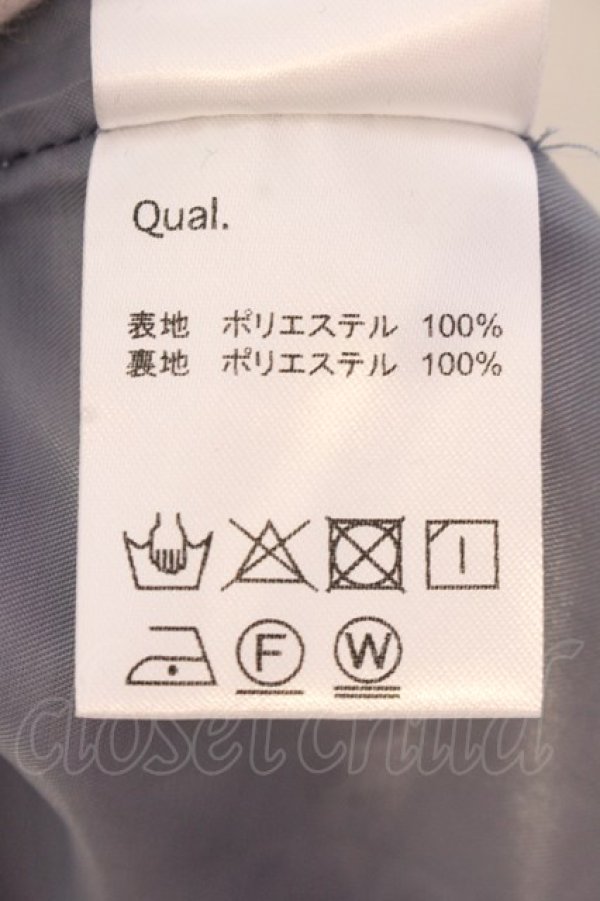 Qual.
表地 ポリエステル 100%
裏地 ポリエステル 100%
F W
closet child